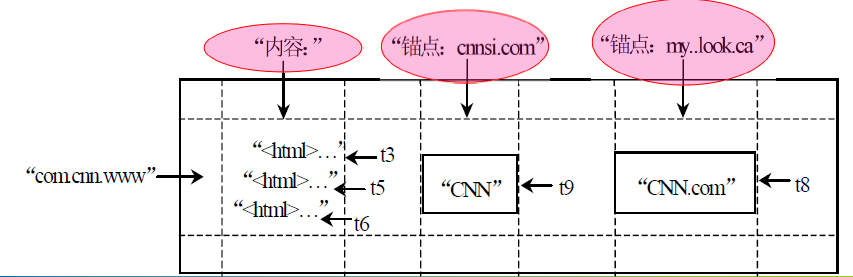 “内容：” “锚点：cnnsi.com” “锚点：my..look.ca”
“<html>…’ t3
“com.cnn.www” “<html>…” t5 “CNN” t9 “CNN.com” t8
“<html>…” t6